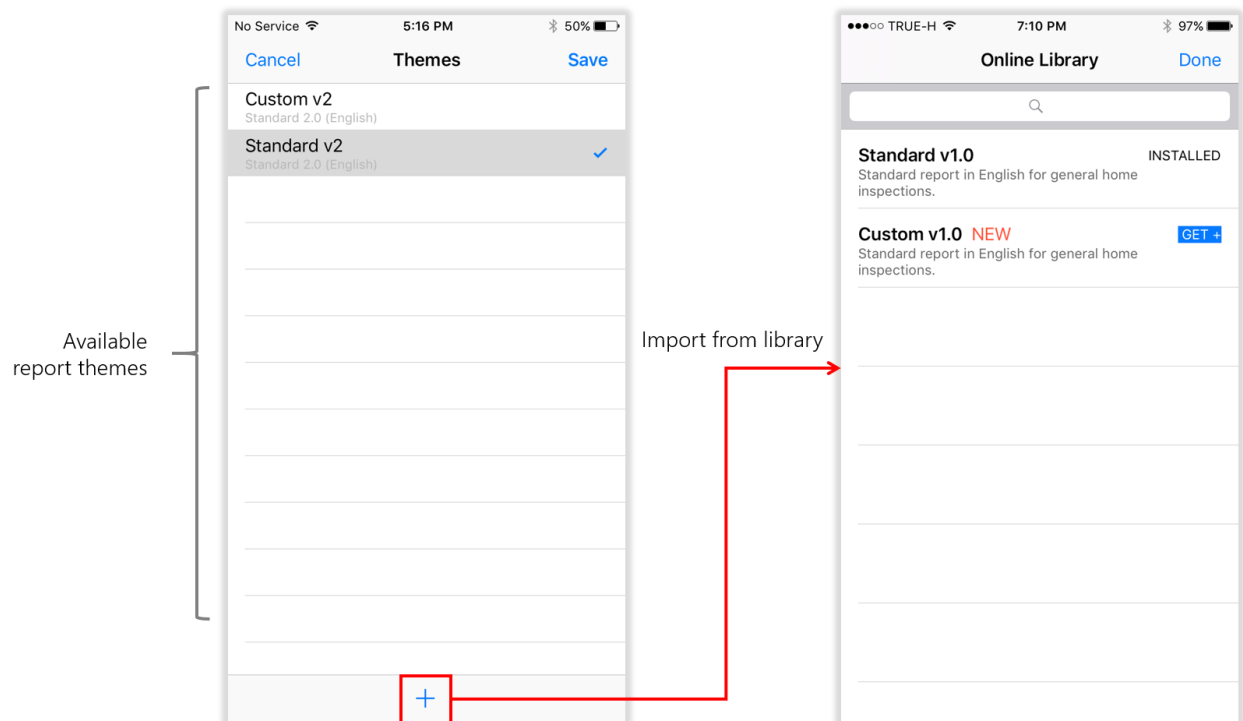 No Service 5:16 PM 50%
Cancel Themes Save
Custom v2
Standard 2.0 (English)
Standard v2
Standard 2.0 (English)
Available
report themes
+
Import from library
TRUE-H 7:10 PM 97%
Online Library Done
Standard v1.0 INSTALLED
Standard report in English for general home
inspections.
Custom v1.0 NEW GET +
Standard report in English for general home
inspections.